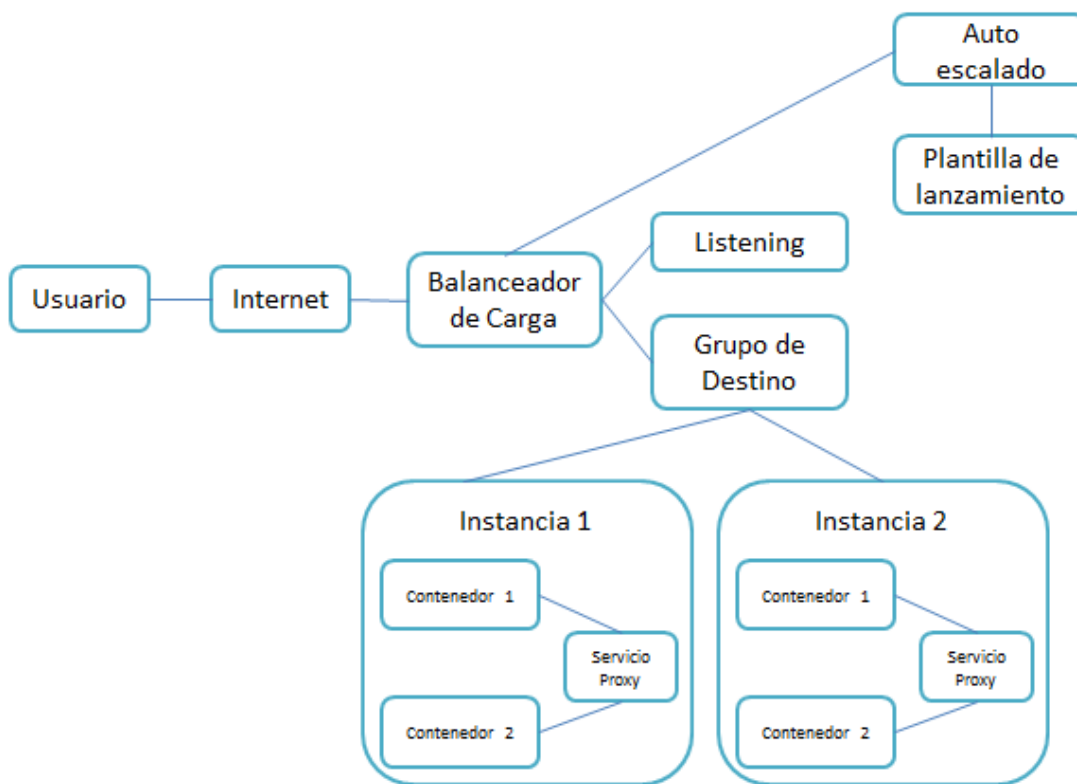 Auto
escalado
Plantilla de
lanzamiento
Listening
Usuario
Internet
Balanceador
de Carga
Grupo de
Destino
Instancia 1
Contenedor 1
Servicio
Proxy
Contenedor 2
Instancia 2
Contenedor 1
Servicio
Proxy
Contenedor 2